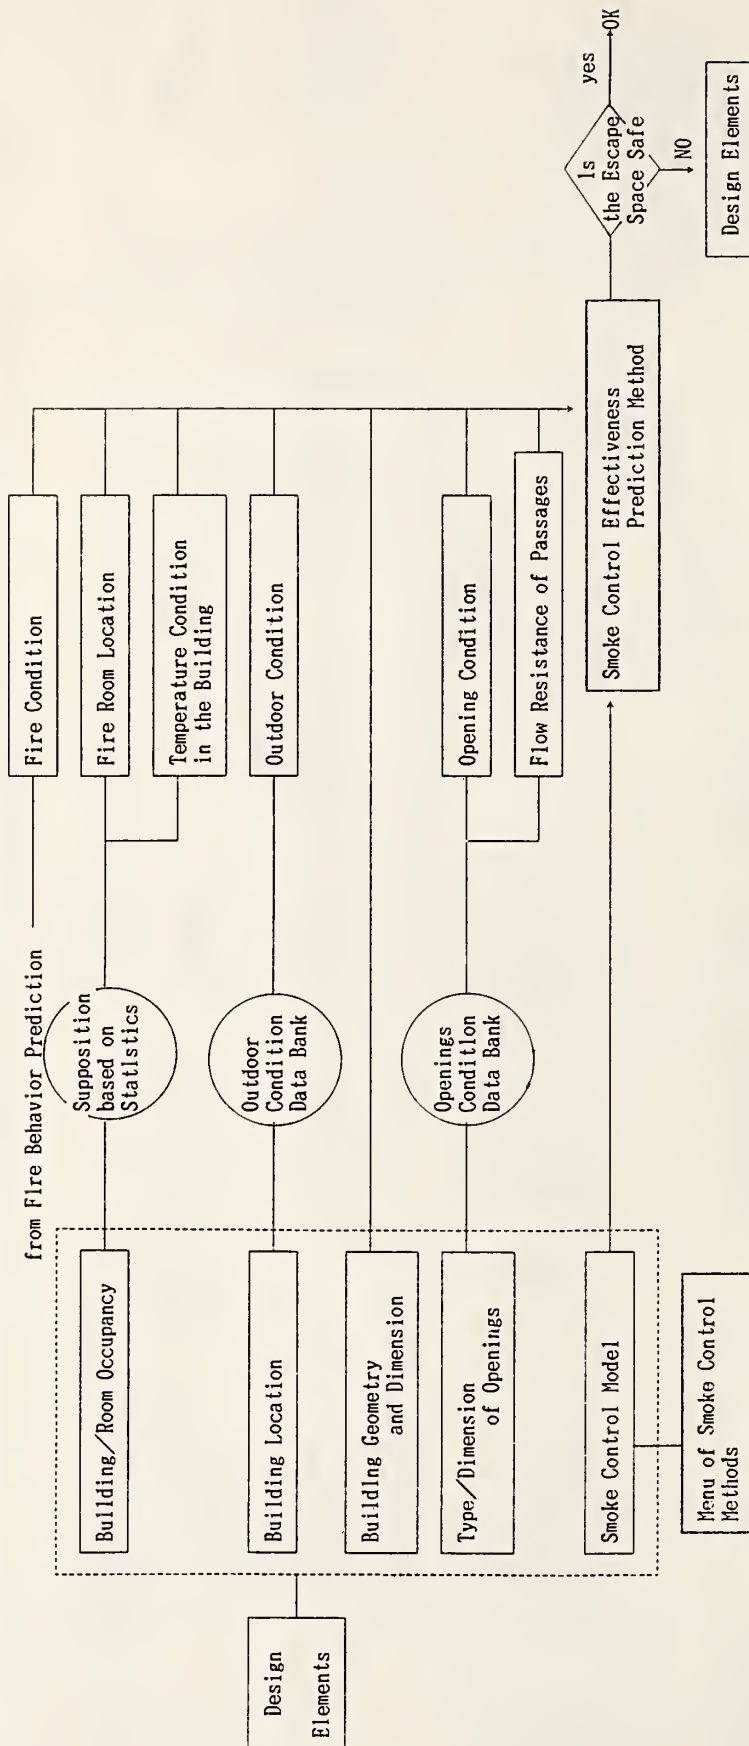 from Fire Behavior Prediction
Design
Elements
Building/Room Occupancy
Building Location
Building Geometry
and Dimension
Type/Dimension
of Openings
Smoke Control Model
Menu of Smoke Control
Methods
Supposition
based on
Statistics
Outdoor
Condition
Data Bank
Openings
Condition
Data Bank
Fire Condition
Fire Room Location
Temperature Condition
in the Building
Outdoor Condition
Opening Condition
Flow Resistance of Passages
Smoke Control Effectiveness
Prediction Method
Is
the Escape
Space Safe
yes
OK
NO
Design Elements